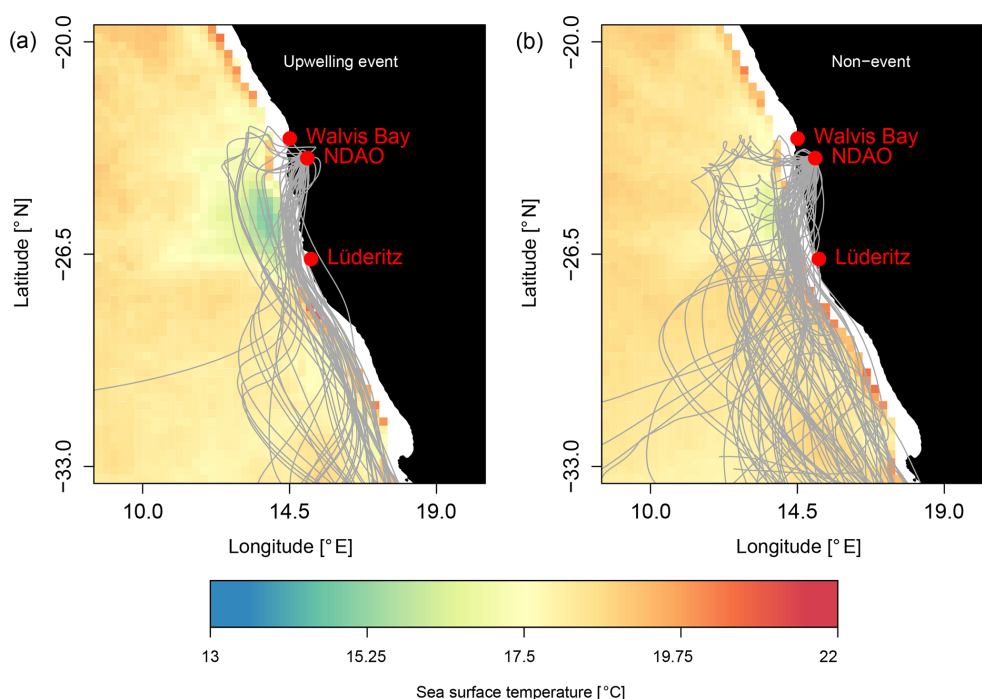 (a)
Upwelling event
Walvis Bay
NDAO
Lüderitz
−20.0
−26.5
−33.0
Latitude [° N]
10.0
14.5
19.0
Longitude [° E]
(b)
Non−event
Walvis Bay
NDAO
Lüderitz
−20.0
−26.5
−33.0
Latitude [° N]
10.0
14.5
19.0
Longitude [° E]
13
15.25
17.5
19.75
22
Sea surface temperature [°C]